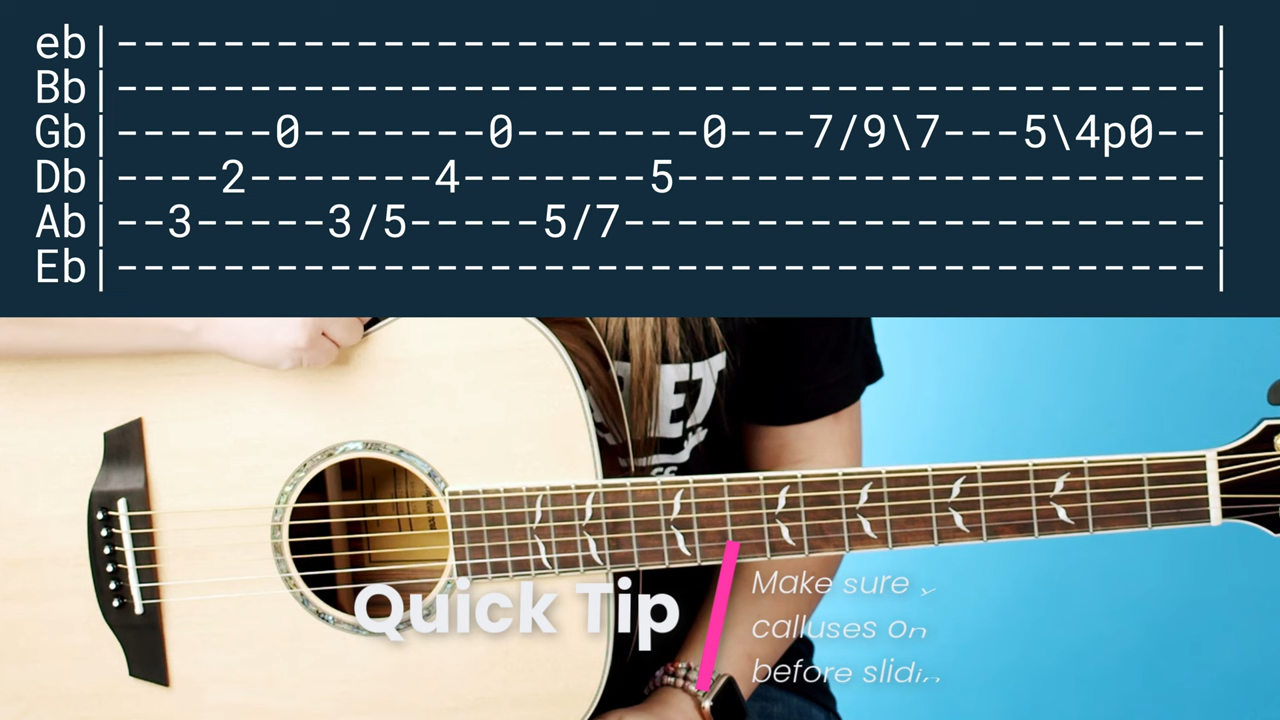 eb|-----------------------------------------|
Bb|-----------------------------------------|
Gb|------0-------0-------0---7/9\7---5\4p0--|
Db|----2-------4-------5--------------------|
Ab|--3-----3/5-----5/7----------------------|
Eb|-----------------------------------------|
Quick Tip
Make sure
calluses on
before